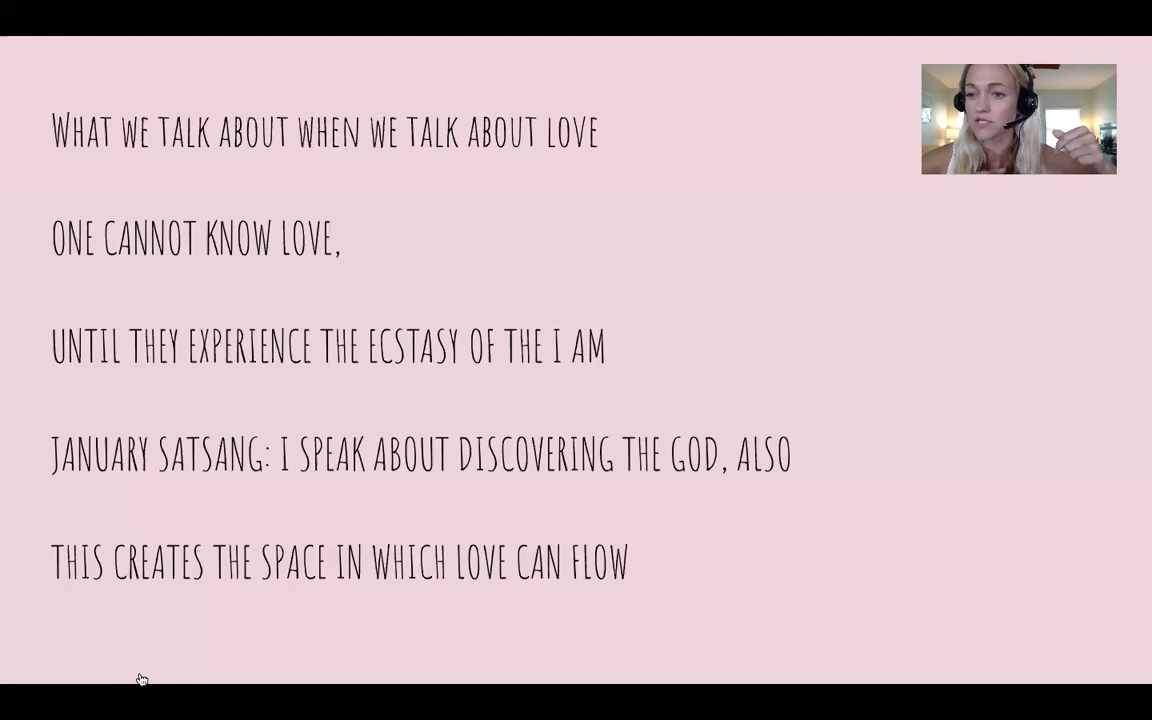 What we talk about when we talk about love
ONE CANNOT KNOW LOVE,
UNTIL THEY EXPERIENCE THE ECSTASY OF THE I AM
JANUARY SATSANG: I SPEAK ABOUT DISCOVERING THE GOD, ALSO
THIS CREATES THE SPACE IN WHICH LOVE CAN FLOW